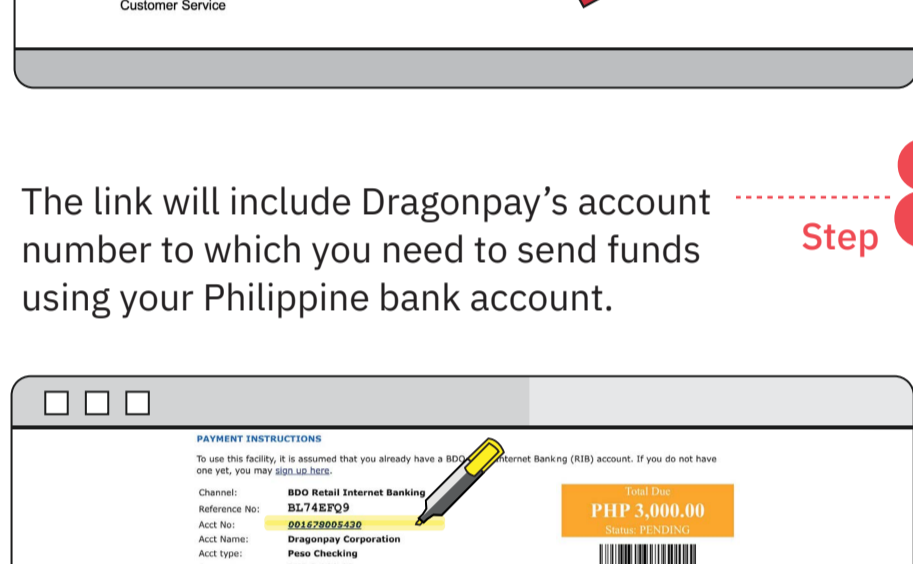 Customer Service
The link will include Dragonpay’s account
number to which you need to send funds
using your Philippine bank account.
Step
PAYMENT INSTRUCTIONS
To use this facility, it is assumed that you already have a BDO Internet Bankng (RIB) account. If you do not have
one yet, you may sign up here.
Channel: BDO Retail Internet Banking
Reference No: BL74EFQ9
Acct No: 001678005430
Acct Name: Dragonpay Corporation
Acct type: Peso Checking
Total Due
PHP 3,000.00
Status: PENDING